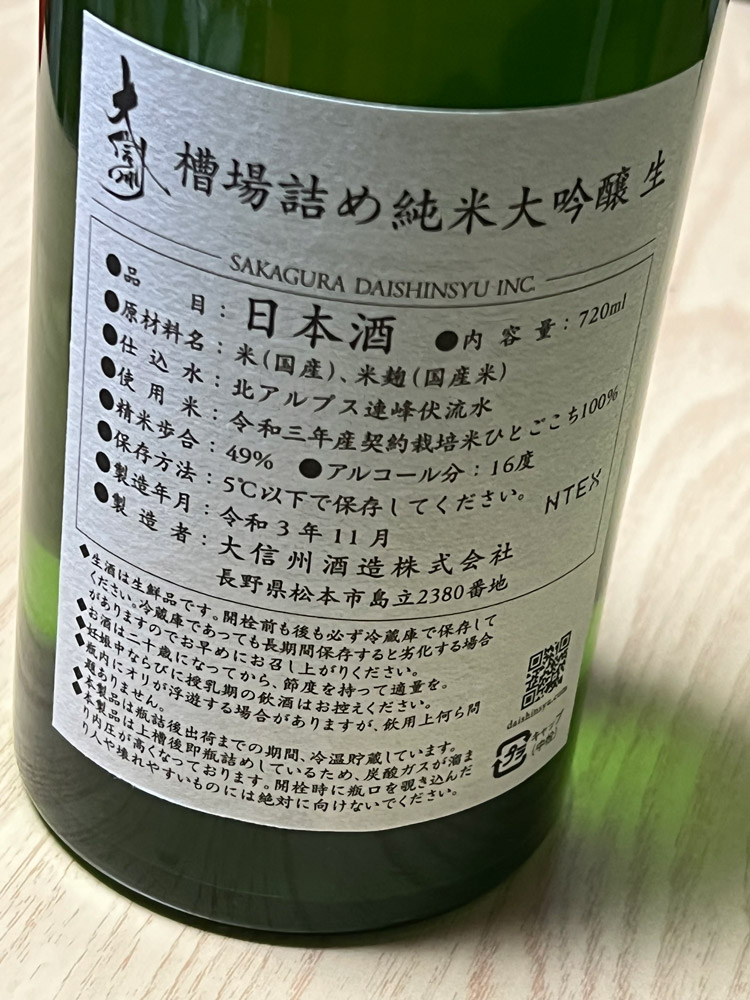 大信州
槽場詰め純米大吟醸 生
SAKAGURA DAISHINSYU INC
●品目：日本酒 ●内容量：720ml
●原材料名：米(国産)、米麹(国産米)
●仕込水：北アルプス連峰伏流水
●使用米：令和三年産契約栽培米ひとごこち100%
●精米歩合：49% ●アルコール分：16度
●保存方法：5℃以下で保存してください。
●製造年月：令和3年11月
NTEX
●製造者：大信州酒造株式会社
長野県松本市島立2380番地
◆生酒は生鮮品です。開栓前も後も必ず冷蔵庫で保存して
ください。冷蔵庫であっても長期間保存すると劣化する場合
がありますのでお早めにお召し上がりください。
◆お酒は二十歳になってから、節度を持って適量を。
◆妊娠中ならびに授乳期の飲酒はお控えください。
◆瓶内にオリが浮遊する場合がありますが、飲用上何ら問
題ありません。
◆本製品は瓶詰後出荷までの期間、冷温貯蔵しています。
◆本製品は上槽後即瓶詰めしているため、炭酸ガスが溜ま
り内圧が高くなっております。開栓時に瓶口を覗き込んだ
り人や壊れやすいものには絶対に向けないでください。
daishinsyu.com
プラ
キャップ
(中栓)